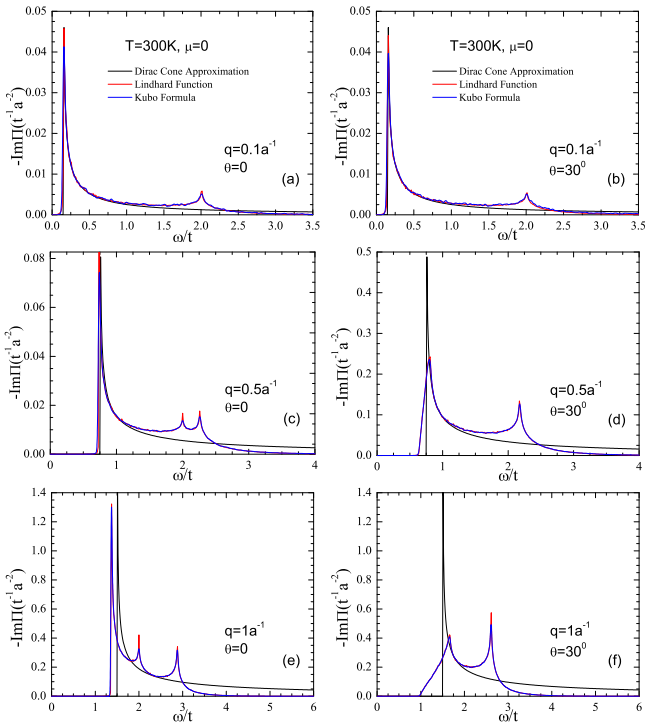 -ImΠ(t⁻¹a⁻²)
0.05
0.04
0.03
0.02
0.01
0.00
T=300K, μ=0
Dirac Cone Approximation
Lindhard Function
Kubo Formula
q=0.1a⁻¹
θ=0
(a)
0.0 0.5 1.0 1.5 2.0 2.5 3.0 3.5
ω/t
-ImΠ(t⁻¹a⁻²)
0.05
0.04
0.03
0.02
0.01
0.00
T=300K, μ=0
Dirac Cone Approximation
Lindhard Function
Kubo Formula
q=0.1a⁻¹
θ=30⁰
(b)
0.0 0.5 1.0 1.5 2.0 2.5 3.0 3.5
ω/t
-ImΠ(t⁻¹a⁻²)
0.08
0.06
0.04
0.02
0.00
q=0.5a⁻¹
θ=0
(c)
0 1 2 3 4
ω/t
-ImΠ(t⁻¹a⁻²)
0.5
0.4
0.3
0.2
0.1
0.0
q=0.5a⁻¹
θ=30⁰
(d)
0 1 2 3 4
ω/t
-ImΠ(t⁻¹a⁻²)
1.4
1.2
1.0
0.8
0.6
0.4
0.2
0.0
q=1a⁻¹
θ=0
(e)
0 1 2 3 4 5 6
ω/t
-ImΠ(t⁻¹a⁻²)
1.4
1.2
1.0
0.8
0.6
0.4
0.2
0.0
q=1a⁻¹
θ=30⁰
(f)
0 1 2 3 4 5 6
ω/t